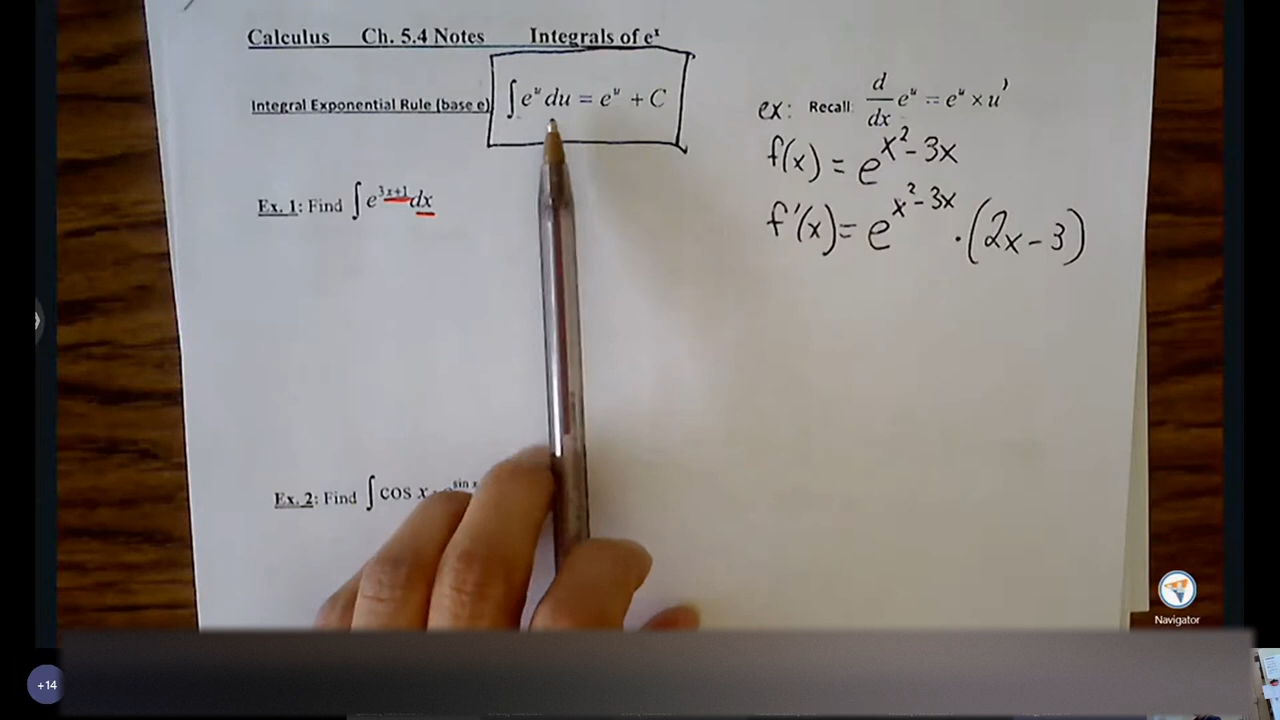 Calculus Ch. 5.4 Notes Integrals of eˣ
Integral Exponential Rule (base e) ∫eᵘ du = eᵘ + C
ex: Recall: d/dx eᵘ = eᵘ × u'
f(x) = e^(x² - 3x)
f'(x) = e^(x² - 3x) · (2x - 3)
Ex. 1: Find ∫e^(3x+1) dx
Ex. 2: Find ∫cos x · sin
Navigator
+14